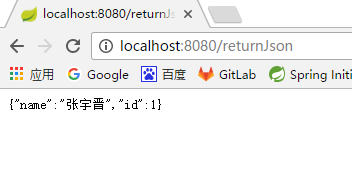 localhost:8080/returnJso
localhost:8080/returnJson
应用 Google 百度 GitLab Spring Initi
{"name":"张宇晋","id":1}